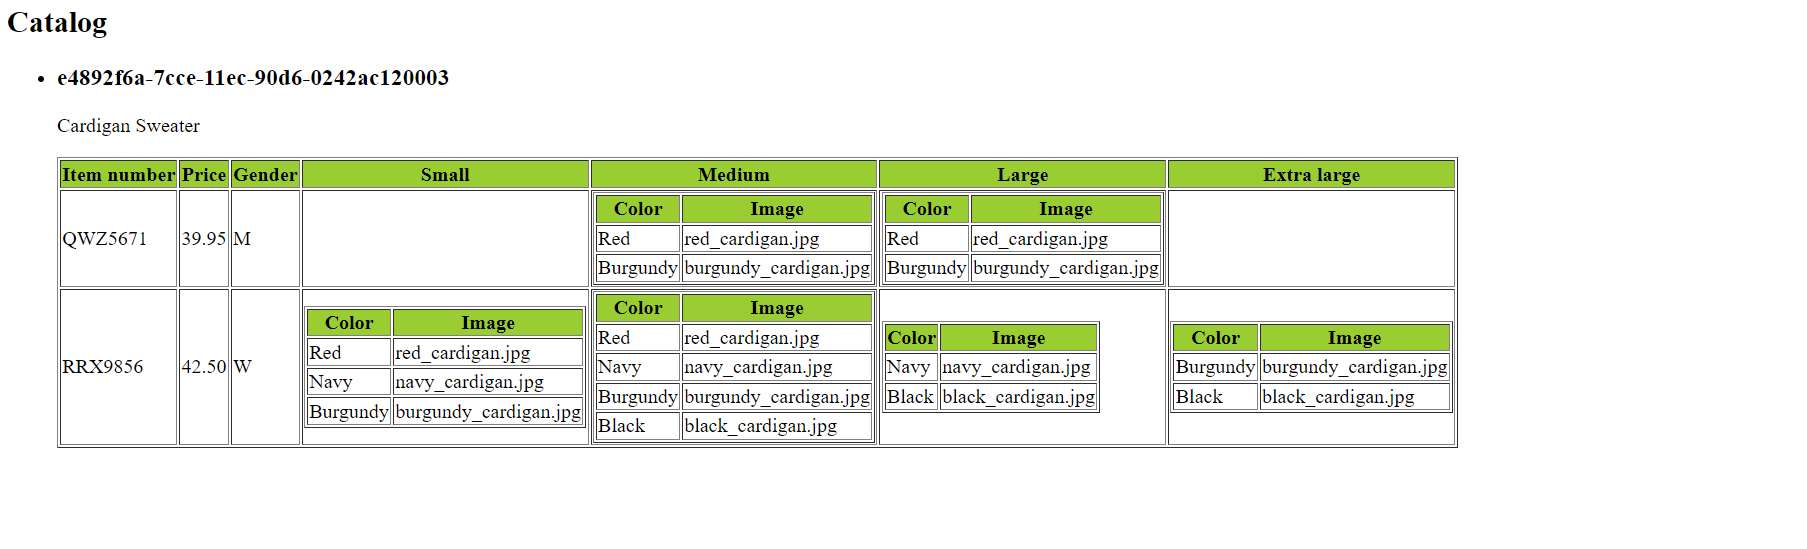 Catalog
e4892f6a-7cce-11ec-90d6-0242ac120003
Cardigan Sweater
Item number Price Gender Small Medium Large Extra large
QWZ5671 39.95 M
Color Image
Red red_cardigan.jpg
Burgundy burgundy_cardigan.jpg
Color Image
Red red_cardigan.jpg
Burgundy burgundy_cardigan.jpg
RRX9856 42.50 W
Color Image
Red red_cardigan.jpg
Navy navy_cardigan.jpg
Burgundy burgundy_cardigan.jpg
Color Image
Red red_cardigan.jpg
Navy navy_cardigan.jpg
Burgundy burgundy_cardigan.jpg
Black black_cardigan.jpg
Color Image
Navy navy_cardigan.jpg
Black black_cardigan.jpg
Color Image
Burgundy burgundy_cardigan.jpg
Black black_cardigan.jpg